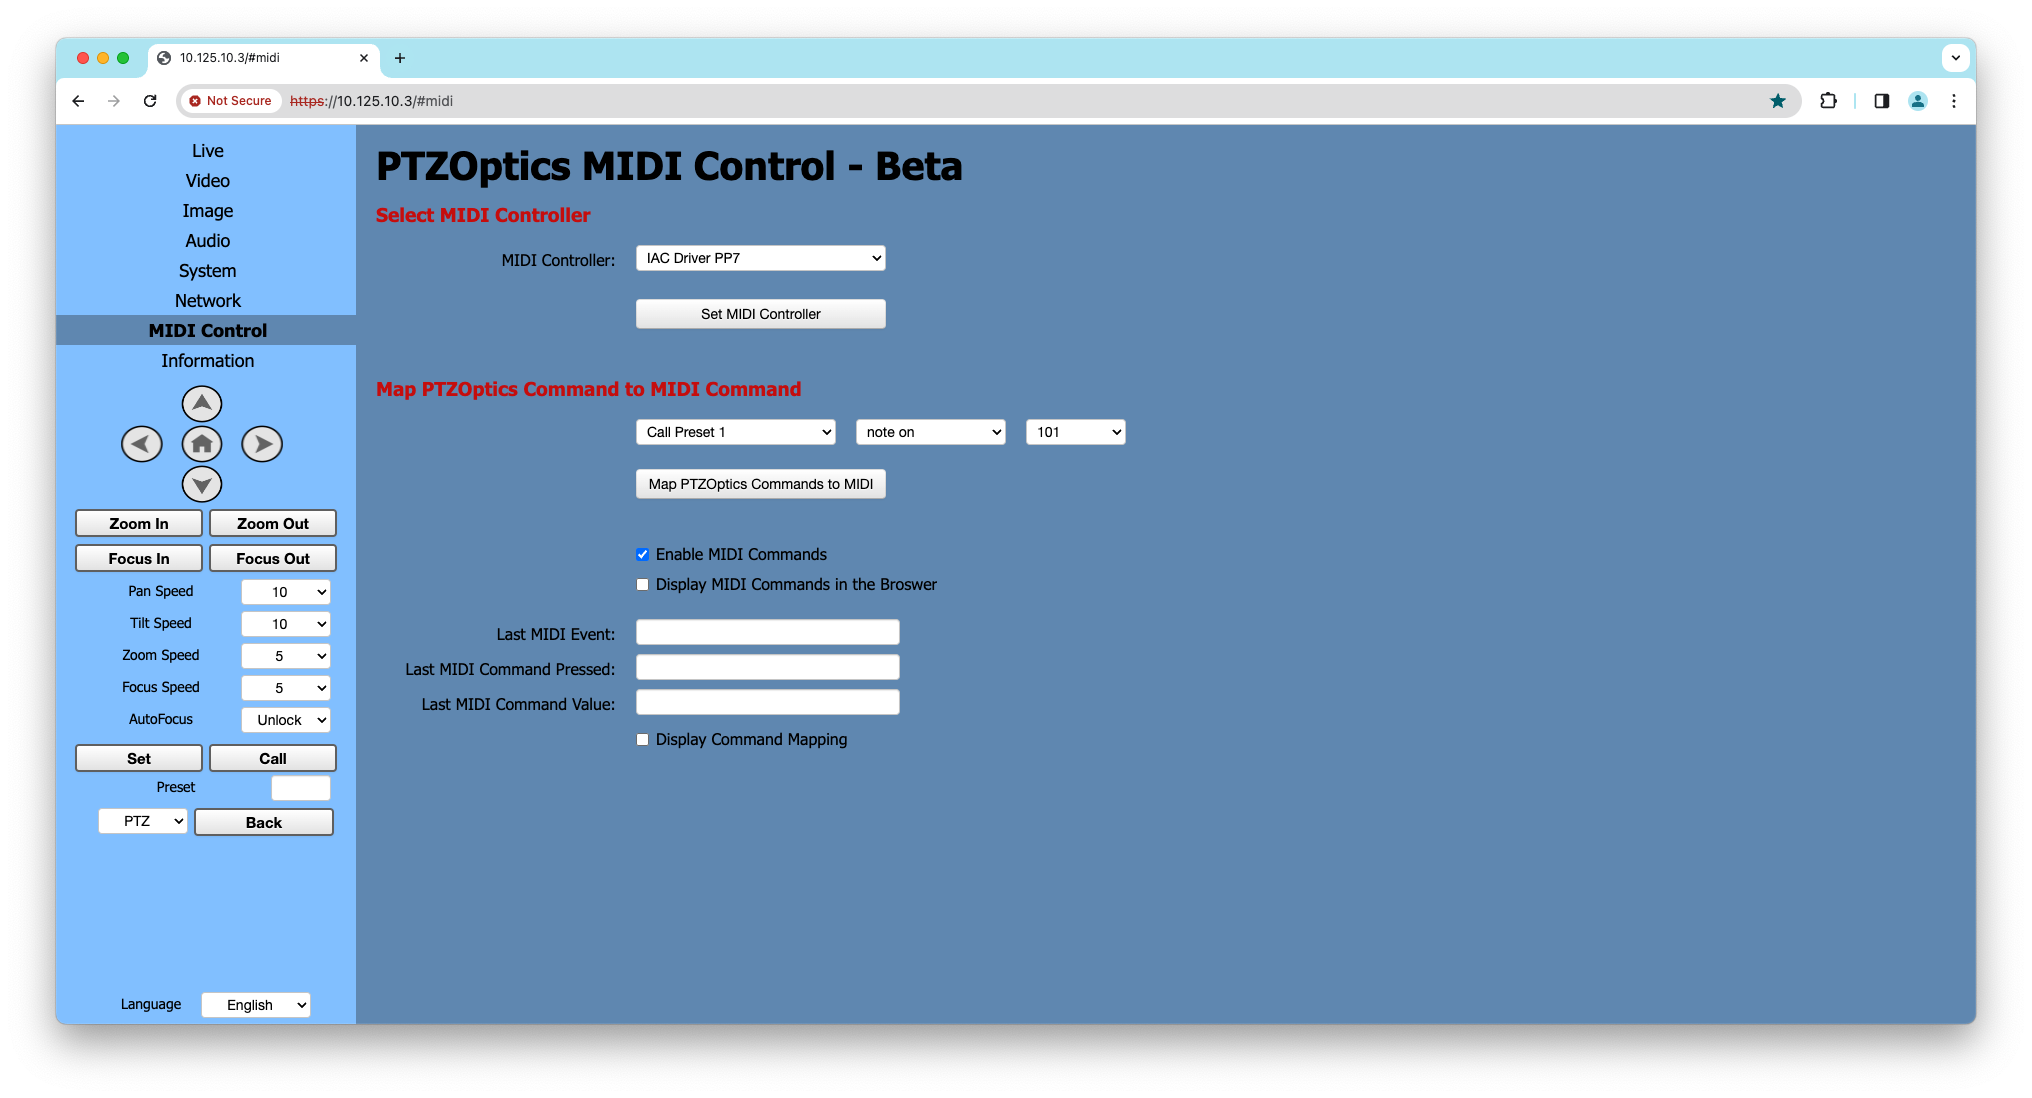 10.125.10.3/#midi
Not Secure https://10.125.10.3/#midi
Live
Video
Image
Audio
System
Network
MIDI Control
Information
Zoom In Zoom Out
Focus In Focus Out
Pan Speed 10
Tilt Speed 10
Zoom Speed 5
Focus Speed 5
AutoFocus Unlock
Set Call
Preset
PTZ Back
Language English
PTZOptics MIDI Control - Beta
Select MIDI Controller
MIDI Controller: IAC Driver PP7
Set MIDI Controller
Map PTZOptics Command to MIDI Command
Call Preset 1 note on 101
Map PTZOptics Commands to MIDI
Enable MIDI Commands
Display MIDI Commands in the Broswer
Last MIDI Event:
Last MIDI Command Pressed:
Last MIDI Command Value:
Display Command Mapping